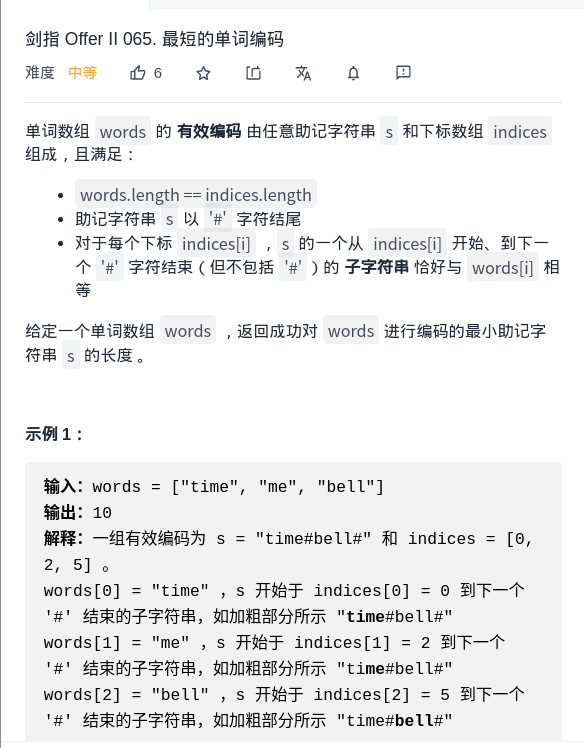 剑指 Offer II 065. 最短的单词编码
难度 中等 6
单词数组 words 的 有效编码 由任意助记字符串 s 和下标数组 indices
组成，且满足：
words.length == indices.length
助记字符串 s 以 '#' 字符结尾
对于每个下标 indices[i] ，s 的一个从 indices[i] 开始、到下一
个 '#' 字符结束（但不包括 '#'）的 子字符串 恰好与 words[i] 相
等
给定一个单词数组 words ，返回成功对 words 进行编码的最小助记字
符串 s 的长度 。
示例 1：
输入：words = ["time", "me", "bell"]
输出：10
解释：一组有效编码为 s = "time#bell#" 和 indices = [0,
2, 5] 。
words[0] = "time" ，s 开始于 indices[0] = 0 到下一个
'#' 结束的子字符串，如加粗部分所示 "time#bell#"
words[1] = "me" ，s 开始于 indices[1] = 2 到下一个
'#' 结束的子字符串，如加粗部分所示 "time#bell#"
words[2] = "bell" ，s 开始于 indices[2] = 5 到下一个
'#' 结束的子字符串，如加粗部分所示 "time#bell#"